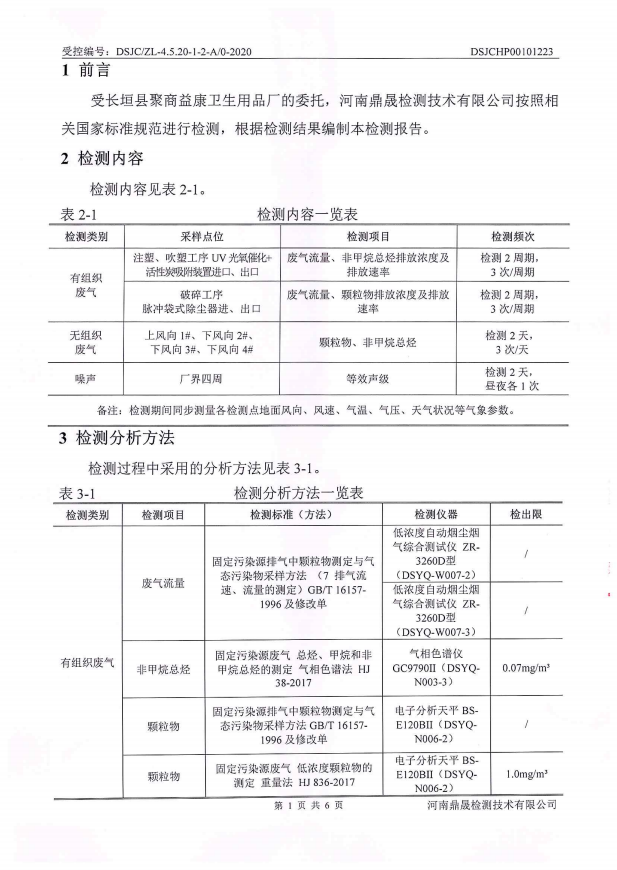 受控编号：DSJC/ZL-4.5.20-1-2-A/0-2020 DSJCHP00101223
1 前言
受长垣县聚商益康卫生用品厂的委托，河南鼎晟检测技术有限公司按照相
关国家标准规范进行检测，根据检测结果编制本检测报告。
2 检测内容
检测内容见表 2-1。
表 2-1 检测内容一览表
检测类别 采样点位 检测项目 检测频次
有组织
废气
注塑、吹塑工序 UV 光氧催化+
活性炭吸附装置进口、出口
废气流量、非甲烷总烃排放浓度及
排放速率
检测 2 周期，
3 次/周期
破碎工序
脉冲袋式除尘器进、出口
废气流量、颗粒物排放浓度及排放
速率
检测 2 周期，
3 次/周期
无组织
废气
上风向 1#、下风向 2#、
下风向 3#、下风向 4#
颗粒物、非甲烷总烃
检测 2 天，
3 次/天
噪声
厂界四周
等效声级
检测 2 天，
昼夜各 1 次
备注：检测期间同步测量各检测点地面风向、风速、气温、气压、天气状况等气象参数。
3 检测分析方法
检测过程中采用的分析方法见表 3-1。
表 3-1 检测分析方法一览表
检测类别 检测项目 检测标准（方法） 检测仪器 检出限
有组织废气
废气流量
固定污染源排气中颗粒物测定与气
态污染物采样方法 （7 排气流
速、流量的测定）GB/T 16157-
1996 及修改单
低浓度自动烟尘烟
气综合测试仪 ZR-
3260D型
（DSYQ-W007-2）
/
低浓度自动烟尘烟
气综合测试仪 ZR-
3260D型
（DSYQ-W007-3）
/
非甲烷总烃
固定污染源废气 总烃、甲烷和非
甲烷总烃的测定 气相色谱法 HJ
38-2017
气相色谱仪
GC9790II（DSYQ-
N003-3）
0.07mg/m³
颗粒物
固定污染源排气中颗粒物测定与气
态污染物采样方法 GB/T 16157-
1996 及修改单
电子分析天平 BS-
E120BII（DSYQ-
N006-2）
/
颗粒物
固定污染源废气 低浓度颗粒物的
测定 重量法 HJ 836-2017
电子分析天平 BS-
E120BII（DSYQ-
N006-2）
1.0mg/m³
第 1 页 共 6 页 河南鼎晟检测技术有限公司